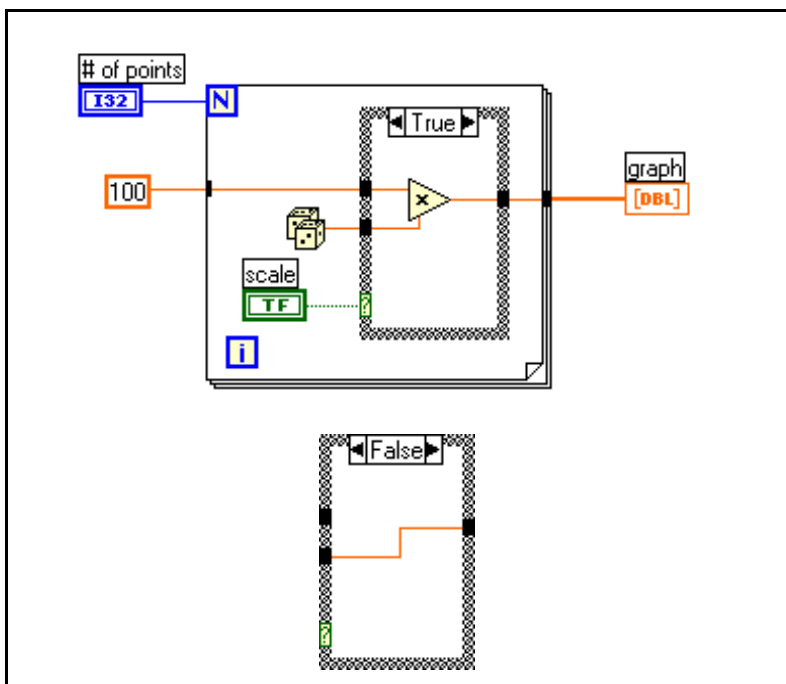 # of points
I32
N
True
100
x
graph
[DBL]
scale
TF
?
i
False
?